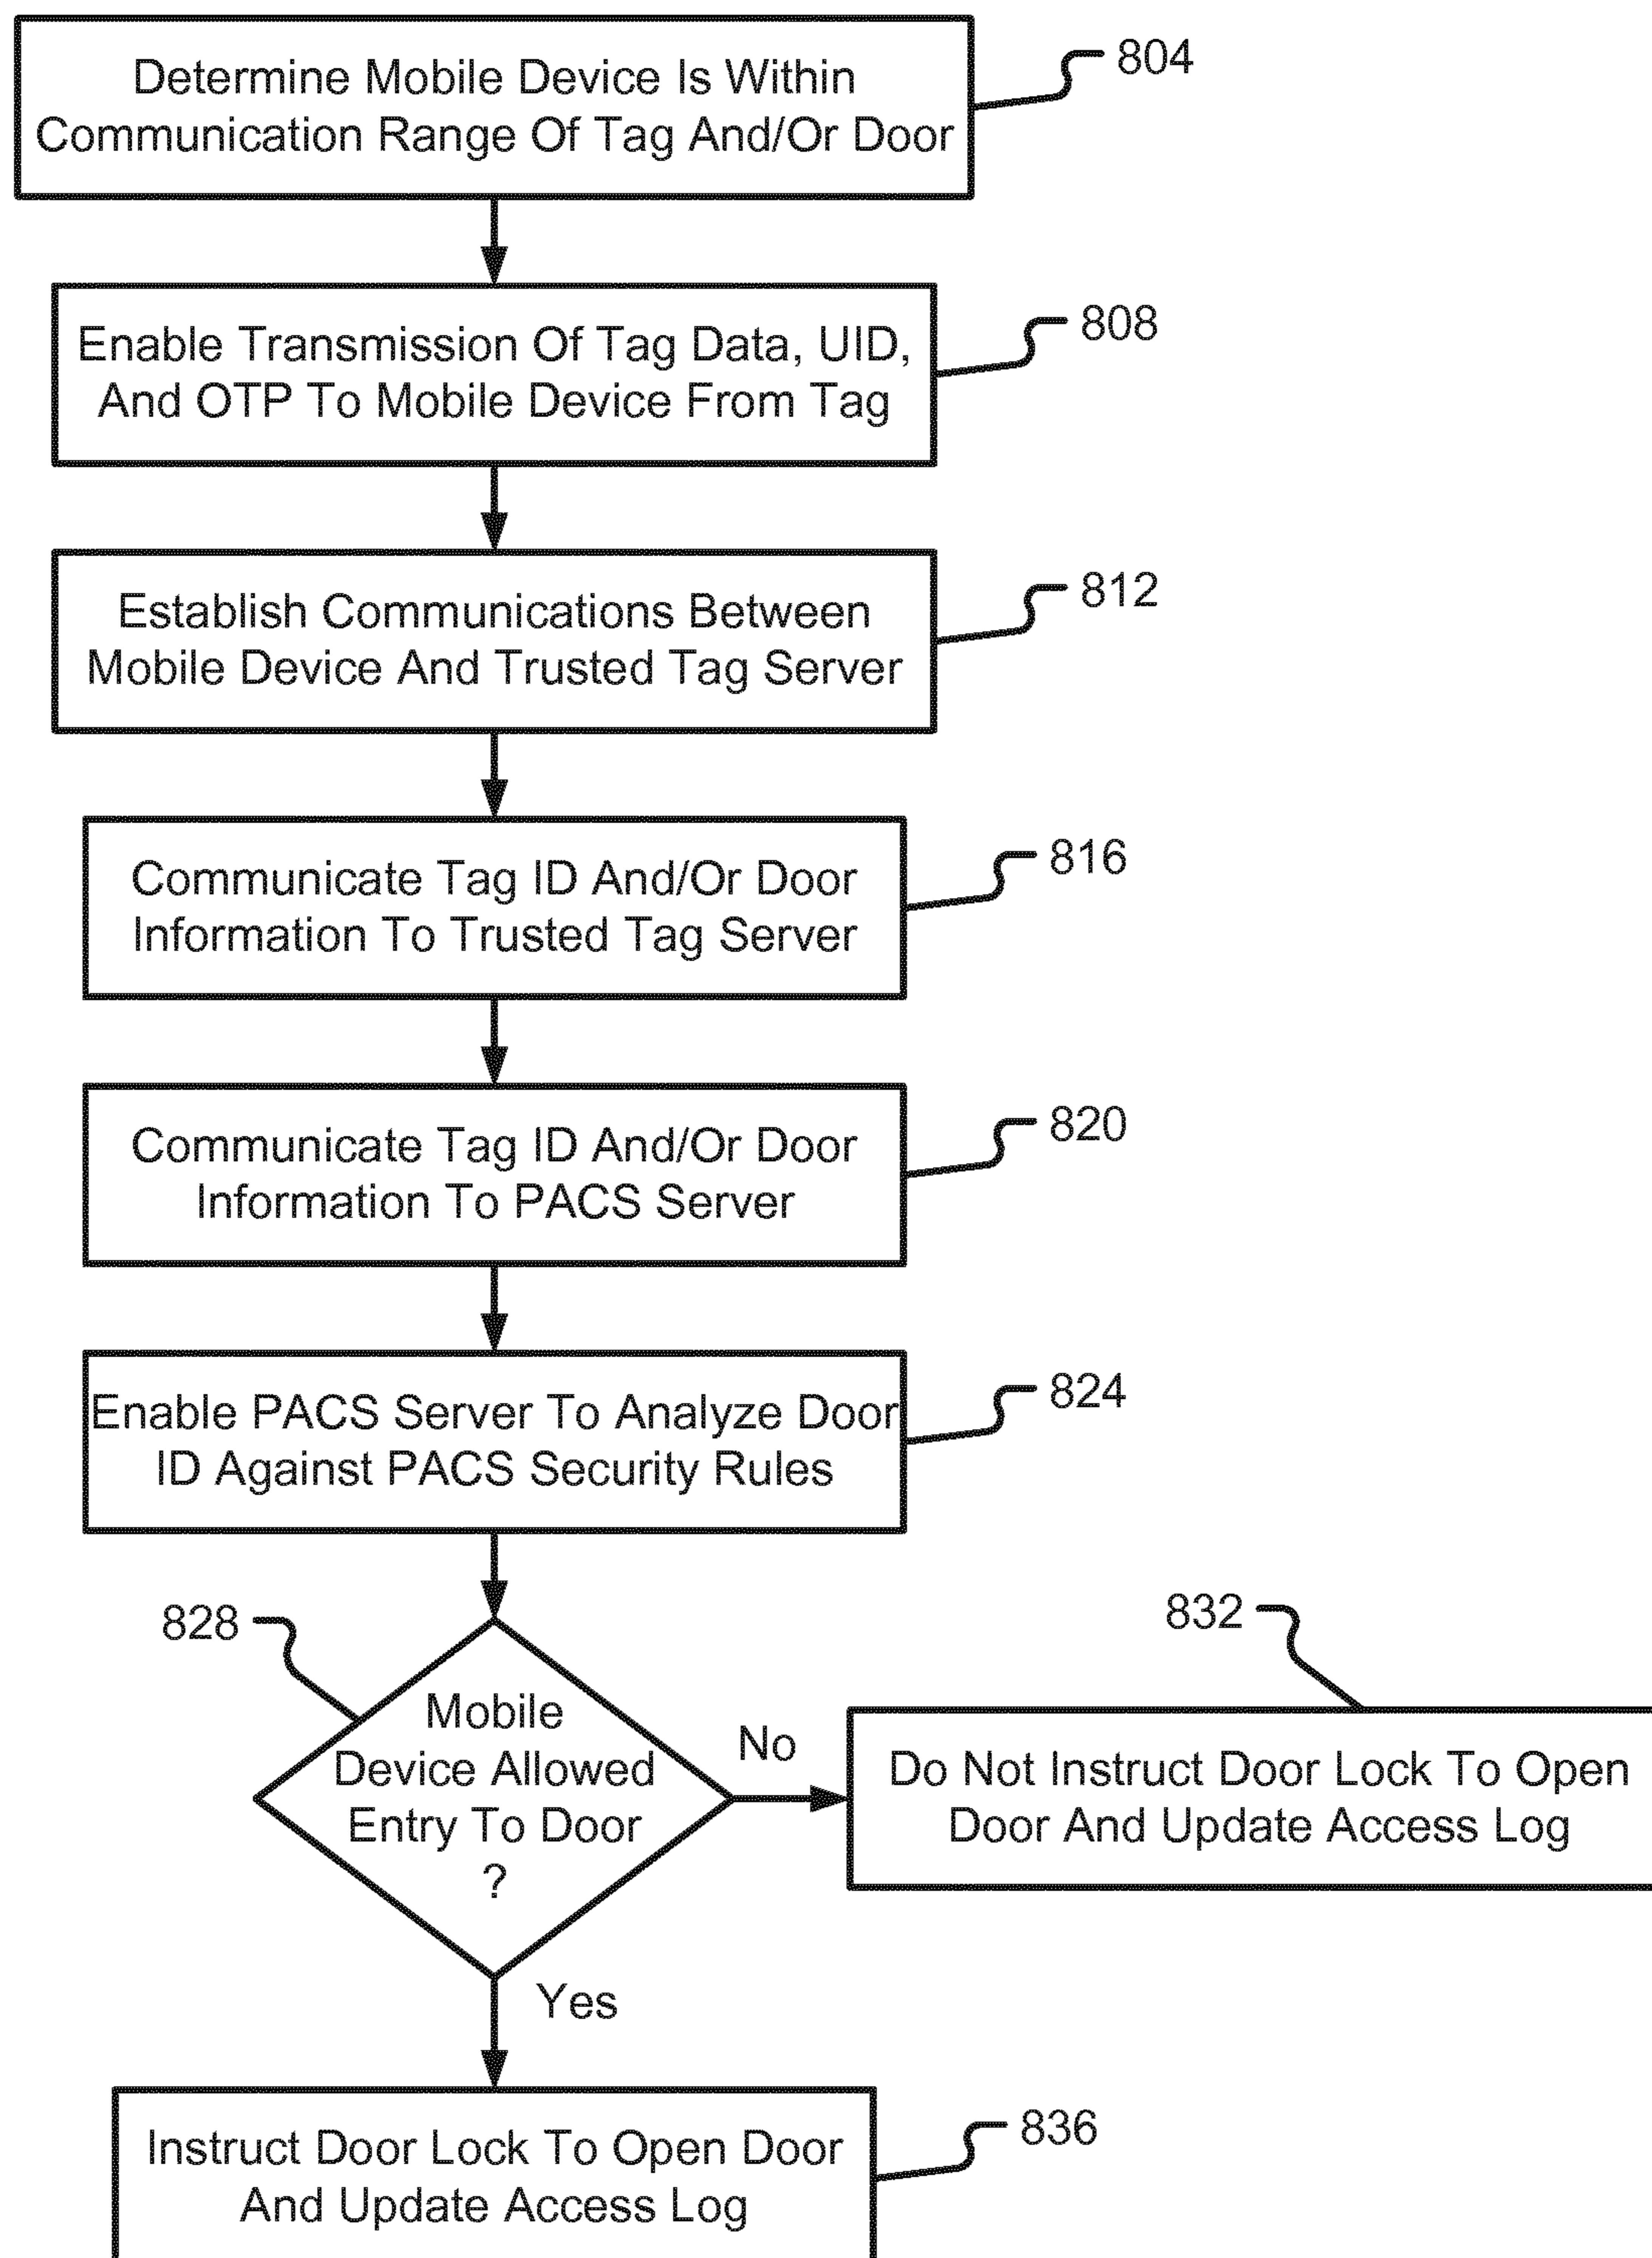 Determine Mobile Device Is Within
Communication Range Of Tag And/Or Door
804
Enable Transmission Of Tag Data, UID,
And OTP To Mobile Device From Tag
808
Establish Communications Between
Mobile Device And Trusted Tag Server
812
Communicate Tag ID And/Or Door
Information To Trusted Tag Server
816
Communicate Tag ID And/Or Door
Information To PACS Server
820
Enable PACS Server To Analyze Door
ID Against PACS Security Rules
824
828
Mobile
Device Allowed
Entry To Door
?
No
832
Do Not Instruct Door Lock To Open
Door And Update Access Log
Yes
Instruct Door Lock To Open Door
And Update Access Log
836